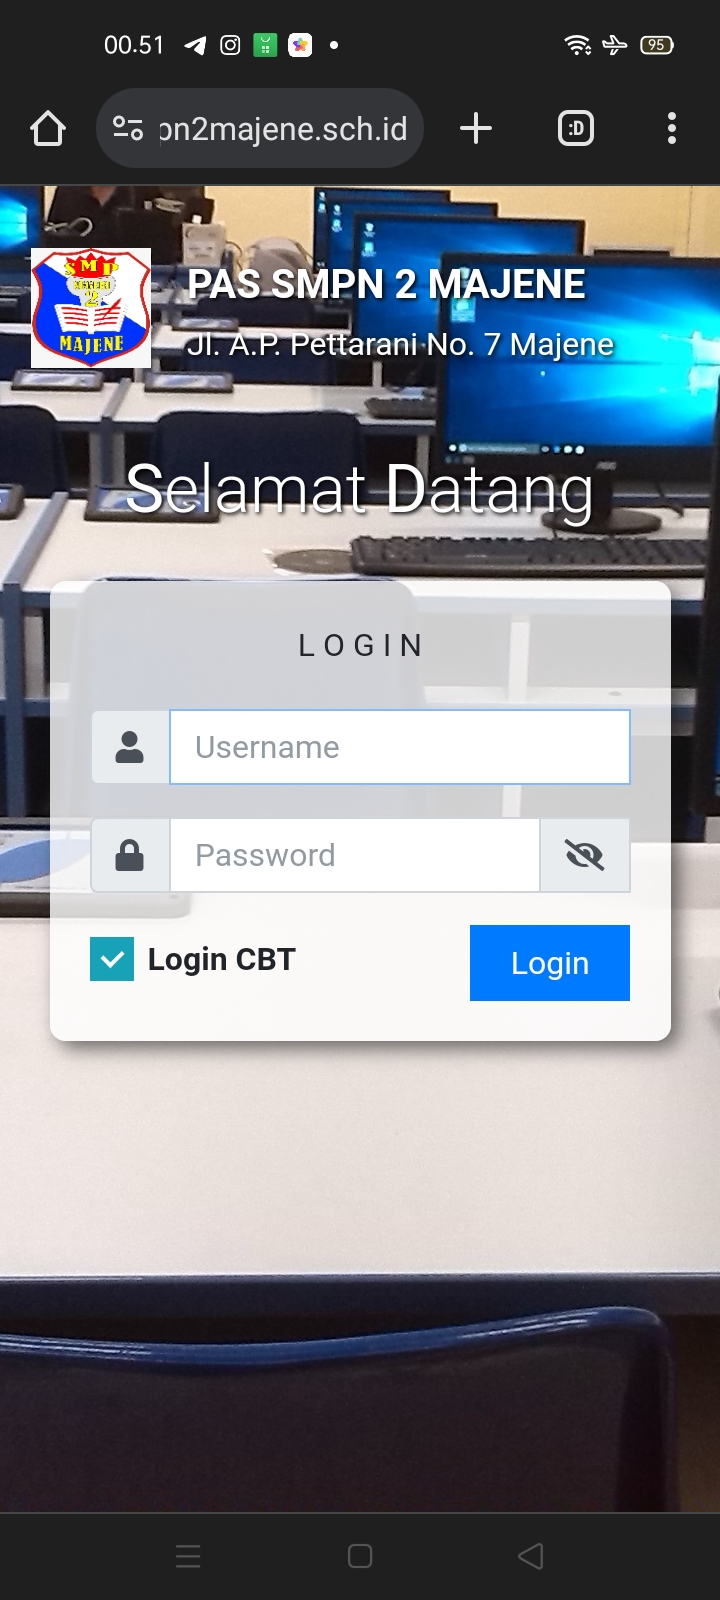 00.51
95
pn2majene.sch.id
:D
SMP
NEGERI
2
MAJENE
PAS SMPN 2 MAJENE
Jl. A.P. Pettarani No. 7 Majene
Selamat Datang
LOGIN
Username
Password
Login CBT
Login